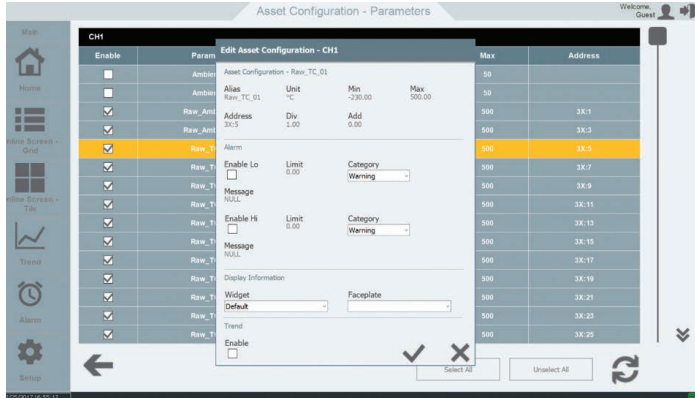 Asset Configuration - Parameters
Welcome,
Guest
Main
Home
Grid
Tile
Trend
Alarm
Setup
CH1
Enable
Max
Address
50
50
500 3X:1
500 3X:3
500 3X:5
500 3X:7
500 3X:9
500 3X:11
500 3X:13
500 3X:15
500 3X:17
500 3X:19
500 3X:21
500 3X:23
500 3X:25
Edit Asset Configuration - CH1
Asset Configuration - Raw_TC_01
Alias Unit Min Max
Raw_TC_01 °C -230.00 500.00
Address Div Add
3X:5 1.00 0.00
Alarm
Enable Lo Limit Category
0.00 Warning
Message
NULL
Enable Hi Limit Category
0.00 Warning
Message
NULL
Display Information
Widget Faceplate
Default
Trend
Enable
Select All
Unselect All